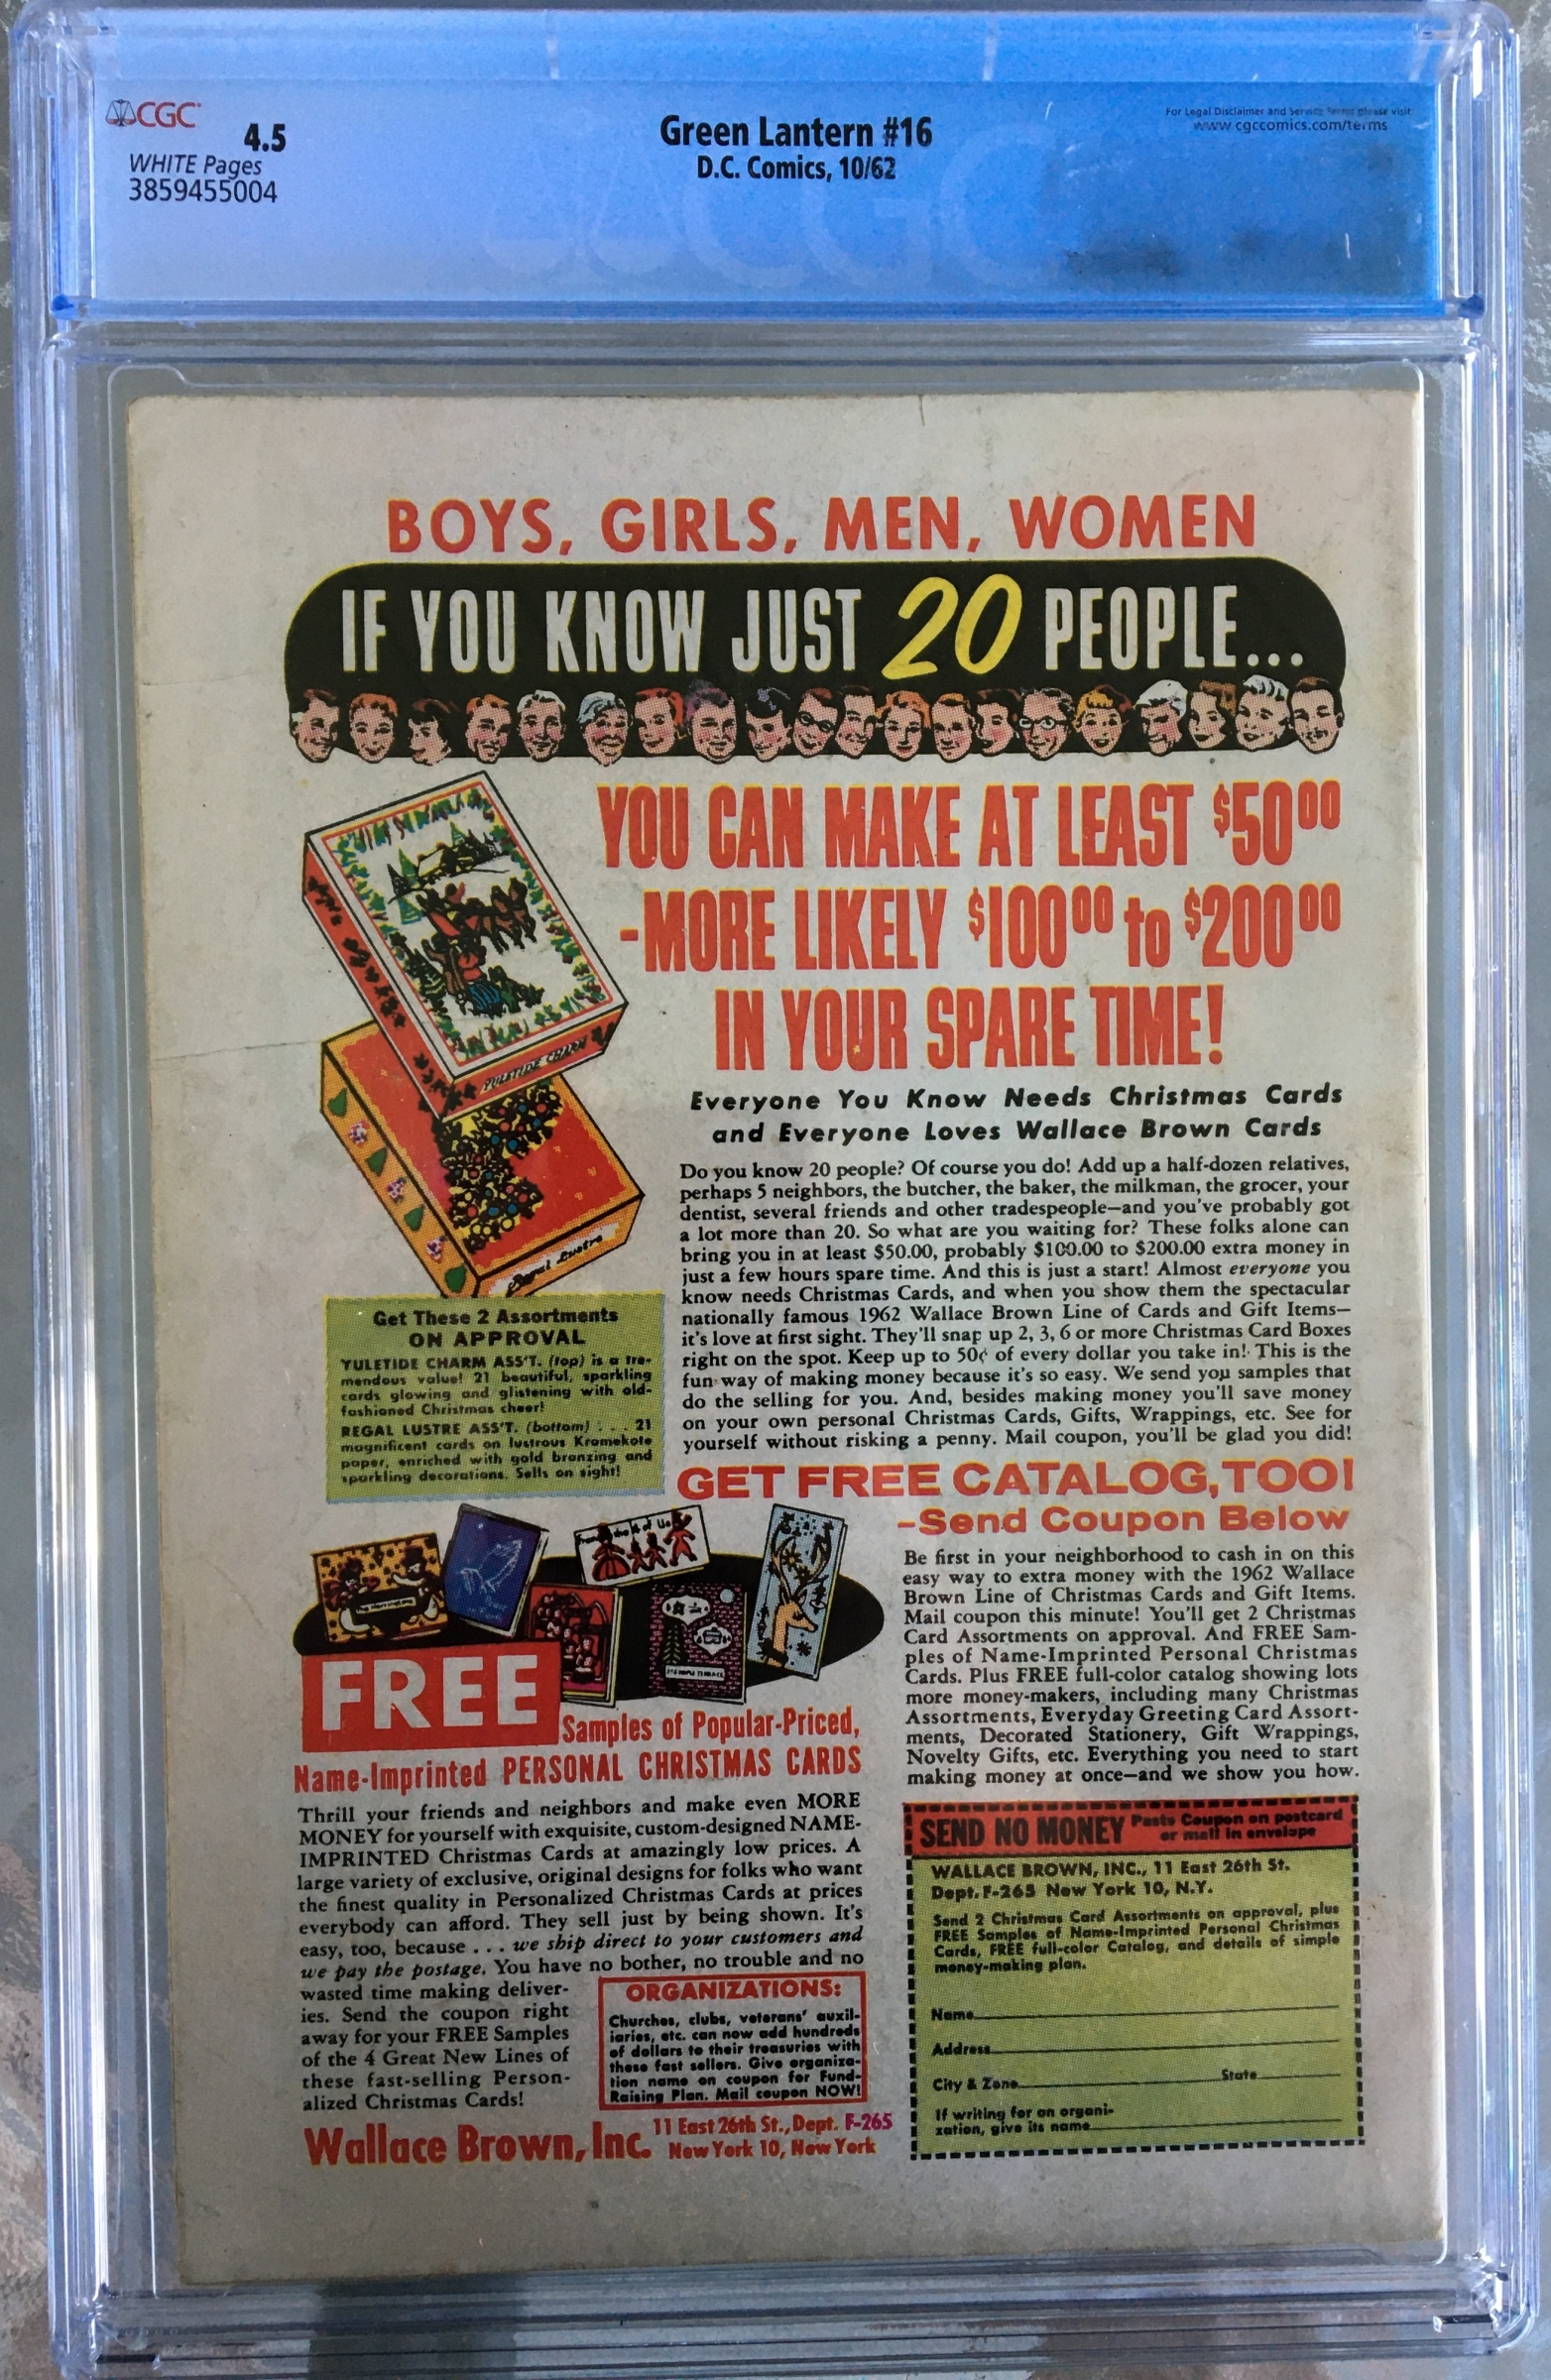 CGC
4.5
WHITE Pages
3859455004
Green Lantern #16
D.C. Comics, 10/62
For Legal Disclaimer and Service Terms please visit
www.cgccomics.com/terms
CGC
BOYS, GIRLS, MEN, WOMEN
IF YOU KNOW JUST 20 PEOPLE...
YOU CAN MAKE AT LEAST $50 00
-MORE LIKELY $100 00 to $200 00
IN YOUR SPARE TIME!
YULETIDE CHARM
Regal Lustre
Everyone You Know Needs Christmas Cards
and Everyone Loves Wallace Brown Cards
Do you know 20 people? Of course you do! Add up a half-dozen relatives,
perhaps 5 neighbors, the butcher, the baker, the milkman, the grocer, your
dentist, several friends and other tradespeople—and you've probably got
a lot more than 20. So what are you waiting for? These folks alone can
bring you in at least $50.00, probably $100.00 to $200.00 extra money in
just a few hours spare time. And this is just a start! Almost everyone you
know needs Christmas Cards, and when you show them the spectacular
nationally famous 1962 Wallace Brown Line of Cards and Gift Items—
it's love at first sight. They'll snap up 2, 3, 6 or more Christmas Card Boxes
right on the spot. Keep up to 50¢ of every dollar you take in! This is the
fun way of making money because it's so easy. We send you samples that
do the selling for you. And, besides making money you'll save money
on your own personal Christmas Cards, Gifts, Wrappings, etc. See for
yourself without risking a penny. Mail coupon, you'll be glad you did!
Get These 2 Assortments
ON APPROVAL
YULETIDE CHARM ASS'T. (top) is a tre-
mendous value! 21 beautiful, sparkling
cards glowing and glistening with old-
fashioned Christmas cheer!
REGAL LUSTRE ASS'T. (bottom) . . . 21
magnificent cards on lustrous Kromekote
paper, enriched with gold bronzing and
sparkling decorations. Sells on sight!
GET FREE CATALOG, TOO!
–Send Coupon Below
Be first in your neighborhood to cash in on this
easy way to extra money with the 1962 Wallace
Brown Line of Christmas Cards and Gift Items.
Mail coupon this minute! You'll get 2 Christmas
Card Assortments on approval. And FREE Sam-
ples of Name-Imprinted Personal Christmas
Cards. Plus FREE full-color catalog showing lots
more money-makers, including many Christmas
Assortments, Everyday Greeting Card Assort-
ments, Decorated Stationery, Gift Wrappings,
Novelty Gifts, etc. Everything you need to start
making money at once—and we show you how.
From the 4 of Us
FREE
Samples of Popular-Priced,
Name-Imprinted PERSONAL CHRISTMAS CARDS
Thrill your friends and neighbors and make even MORE
MONEY for yourself with exquisite, custom-designed NAME-
IMPRINTED Christmas Cards at amazingly low prices. A
large variety of exclusive, original designs for folks who want
the finest quality in Personalized Christmas Cards at prices
everybody can afford. They sell just by being shown. It's
easy, too, because . . . we ship direct to your customers and
we pay the postage. You have no bother, no trouble and no
wasted time making deliver-
ies. Send the coupon right
away for your FREE Samples
of the 4 Great New Lines of
these fast-selling Person-
alized Christmas Cards!
ORGANIZATIONS:
Churches, clubs, veterans' auxil-
iaries, etc. can now add hundreds
of dollars to their treasuries with
these fast sellers. Give organiza-
tion name on coupon for Fund-
Raising Plan. Mail coupon NOW!
Wallace Brown, Inc.
11 East 26th St., Dept. F-265
New York 10, New York
SEND NO MONEY
Paste Coupon on postcard
or mail in envelope
WALLACE BROWN, INC., 11 East 26th St.
Dept. F-265 New York 10, N.Y.
Send 2 Christmas Card Assortments on approval, plus
FREE Samples of Name-Imprinted Personal Christmas
Cards, FREE full-color Catalog, and details of simple
money-making plan.
Name
Address
City & Zone State
If writing for an organi-
zation, give its name